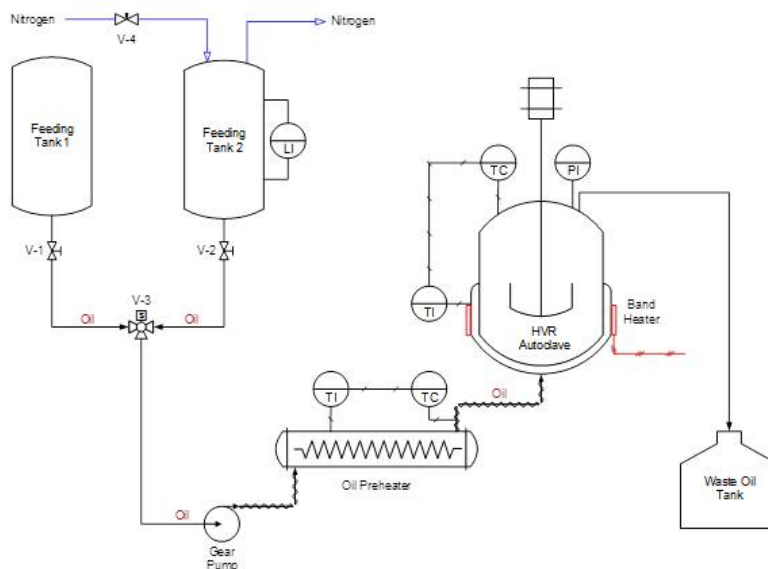 Nitrogen
V-4
Nitrogen
Feeding
Tank 1
Feeding
Tank 2
LI
TC
PI
V-1
V-2
V-3
S
Oil
Oil
TI
Band
Heater
HVR
Autoclave
TI
TC
Oil
Oil Preheater
Waste Oil
Tank
Oil
Gear
Pump